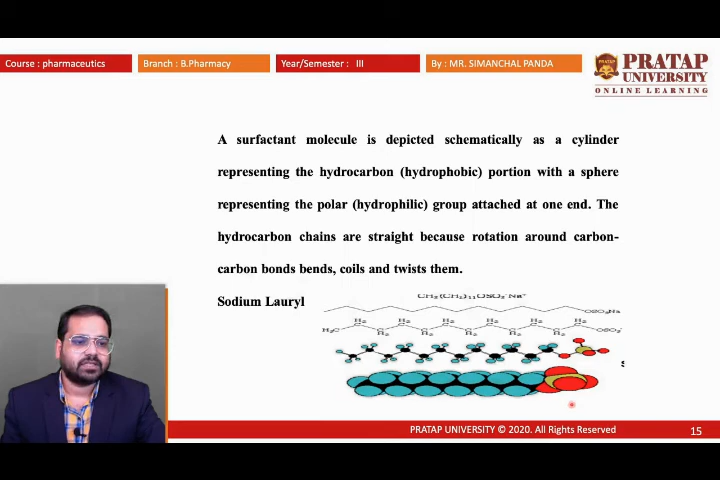 Course : pharmaceutics
Branch : B.Pharmacy
Year/Semester : III
By : MR. SIMANCHAL PANDA
PRATAP
UNIVERSITY
ONLINE LEARNING
A surfactant molecule is depicted schematically as a cylinder
representing the hydrocarbon (hydrophobic) portion with a sphere
representing the polar (hydrophilic) group attached at one end. The
hydrocarbon chains are straight because rotation around carbon-
carbon bonds bends, coils and twists them.
Sodium Lauryl
PRATAP UNIVERSITY © 2020. All Rights Reserved
15